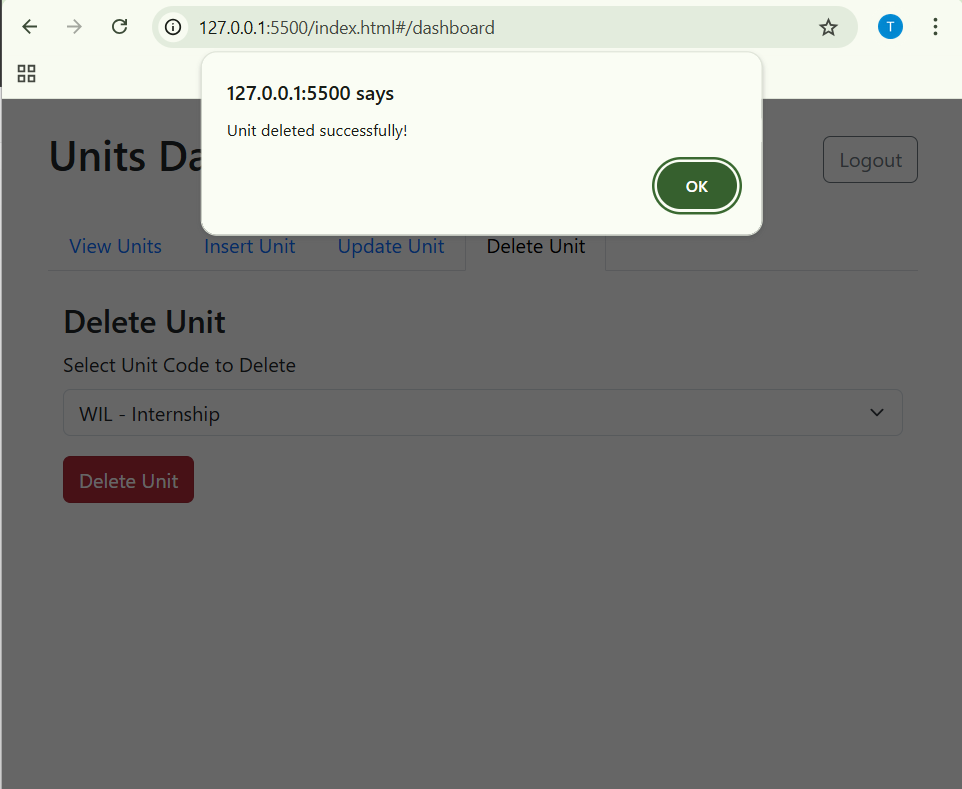 127.0.0.1:5500/index.html#/dashboard
T
127.0.0.1:5500 says
Unit deleted successfully!
OK
Units Da
Logout
View Units
Insert Unit
Update Unit
Delete Unit
Delete Unit
Select Unit Code to Delete
WIL - Internship
Delete Unit